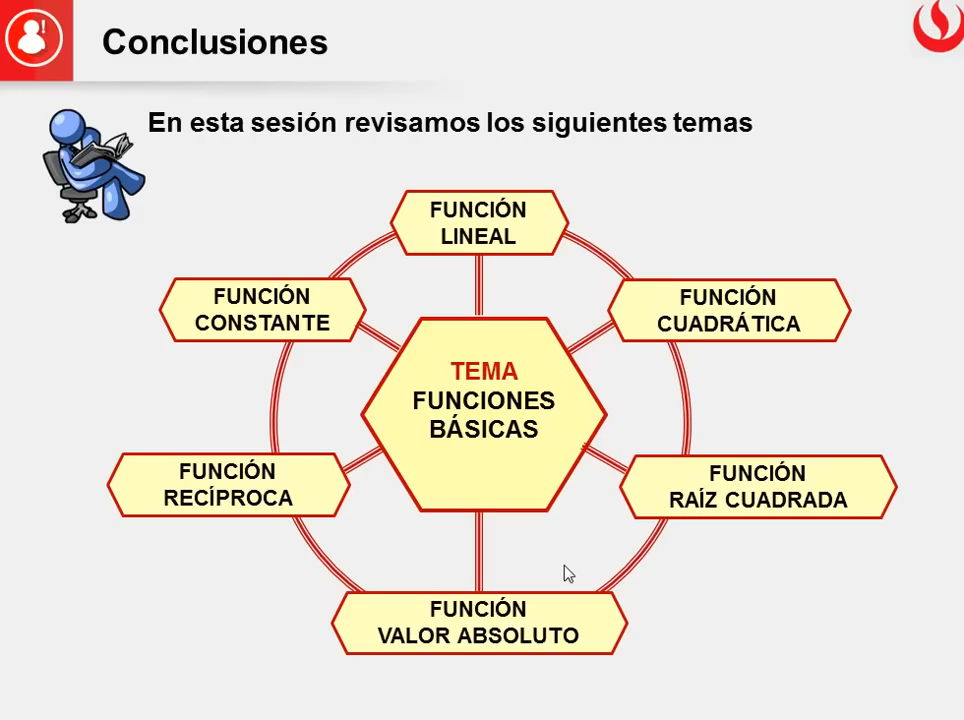 Conclusiones
En esta sesión revisamos los siguientes temas
FUNCIÓN
LINEAL
FUNCIÓN
CONSTANTE
FUNCIÓN
CUADRÁTICA
TEMA
FUNCIONES
BÁSICAS
FUNCIÓN
RECÍPROCA
FUNCIÓN
RAÍZ CUADRADA
FUNCIÓN
VALOR ABSOLUTO